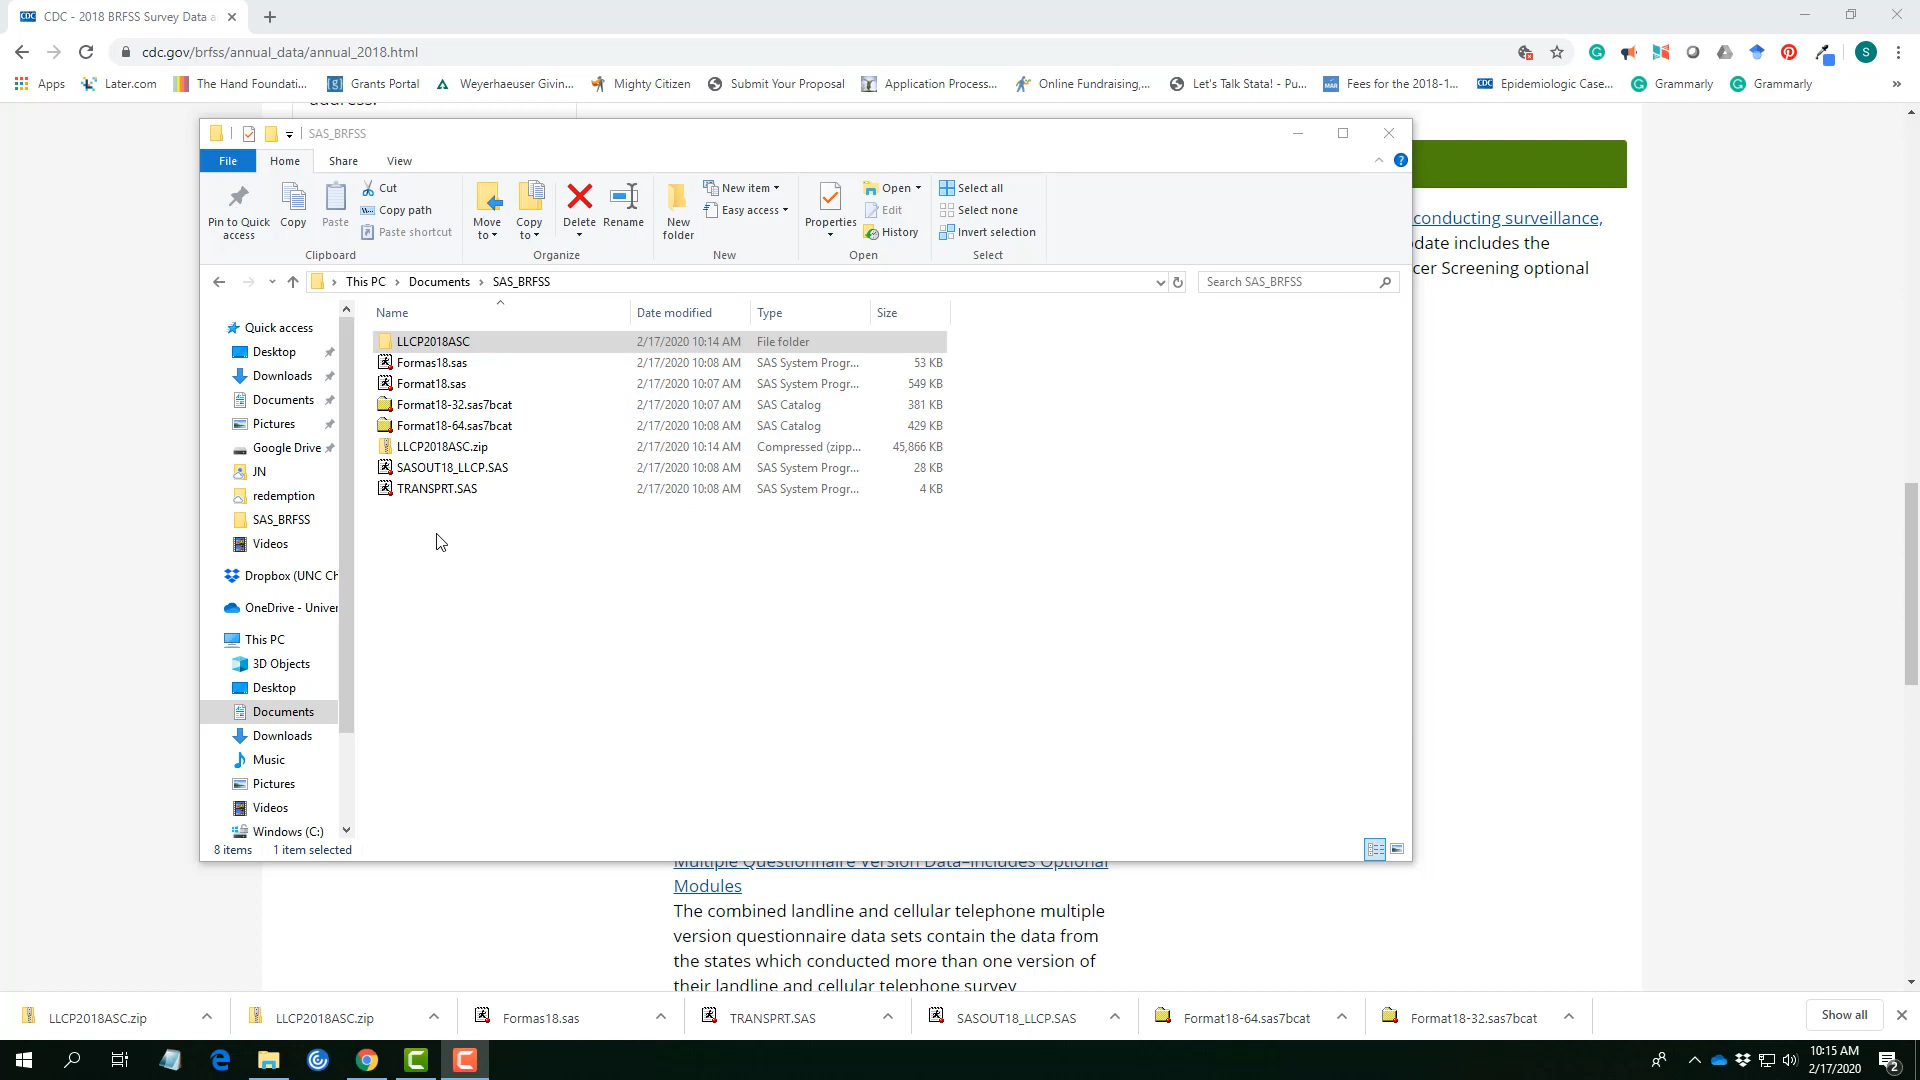 CDC CDC - 2018 BRFSS Survey Data a
cdc.gov/brfss/annual_data/annual_2018.html
S
Apps Later.com The Hand Foundati... Grants Portal Weyerhaeuser Givin... Mighty Citizen Submit Your Proposal Application Process... Online Fundraising,... Let's Talk Stata! - Pu... Fees for the 2018-1... CDC Epidemiologic Case... Grammarly Grammarly »
address.
SAS_BRFSS
File Home Share View
Pin to Quick access
Copy
Paste
Cut
Copy path
Paste shortcut
Clipboard
Move to
Copy to
Delete
Rename
Organize
New folder
New item
Easy access
New
Properties
Open
Edit
History
Open
Select all
Select none
Invert selection
Select
This PC > Documents > SAS_BRFSS
Search SAS_BRFSS
Name Date modified Type Size
LLCP2018ASC 2/17/2020 10:14 AM File folder
Formas18.sas 2/17/2020 10:08 AM SAS System Progr... 53 KB
Format18.sas 2/17/2020 10:07 AM SAS System Progr... 549 KB
Format18-32.sas7bcat 2/17/2020 10:07 AM SAS Catalog 381 KB
Format18-64.sas7bcat 2/17/2020 10:08 AM SAS Catalog 429 KB
LLCP2018ASC.zip 2/17/2020 10:14 AM Compressed (zipp... 45,866 KB
SASOUT18_LLCP.SAS 2/17/2020 10:08 AM SAS System Progr... 28 KB
TRANSPRT.SAS 2/17/2020 10:08 AM SAS System Progr... 4 KB
Quick access
Desktop
Downloads
Documents
Pictures
Google Drive
JN
redemption
SAS_BRFSS
Videos
Dropbox (UNC Ch
OneDrive - Univer
This PC
3D Objects
Desktop
Documents
Downloads
Music
Pictures
Videos
Windows (C:)
8 items 1 item selected
conducting surveillance,
date includes the
cer Screening optional
Multiple Questionnaire Version Data–Includes Optional
Modules
The combined landline and cellular telephone multiple
version questionnaire data sets contain the data from
the states which conducted more than one version of
their landline and cellular telephone survey
LLCP2018ASC.zip LLCP2018ASC.zip Formas18.sas TRANSPRT.SAS SASOUT18_LLCP.SAS Format18-64.sas7bcat Format18-32.sas7bcat Show all
10:15 AM
2/17/2020
2